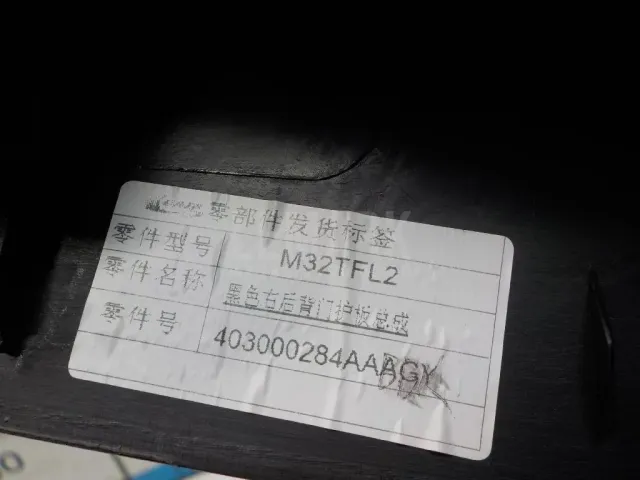 零部件发货标签
零件型号 M32TFL2
零件名称 黑色右后背门护板总成
零件号 403000284AAAGY